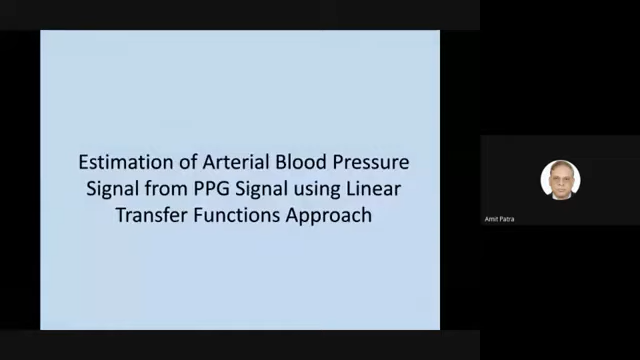 Estimation of Arterial Blood Pressure
Signal from PPG Signal using Linear
Transfer Functions Approach
Amit Patra